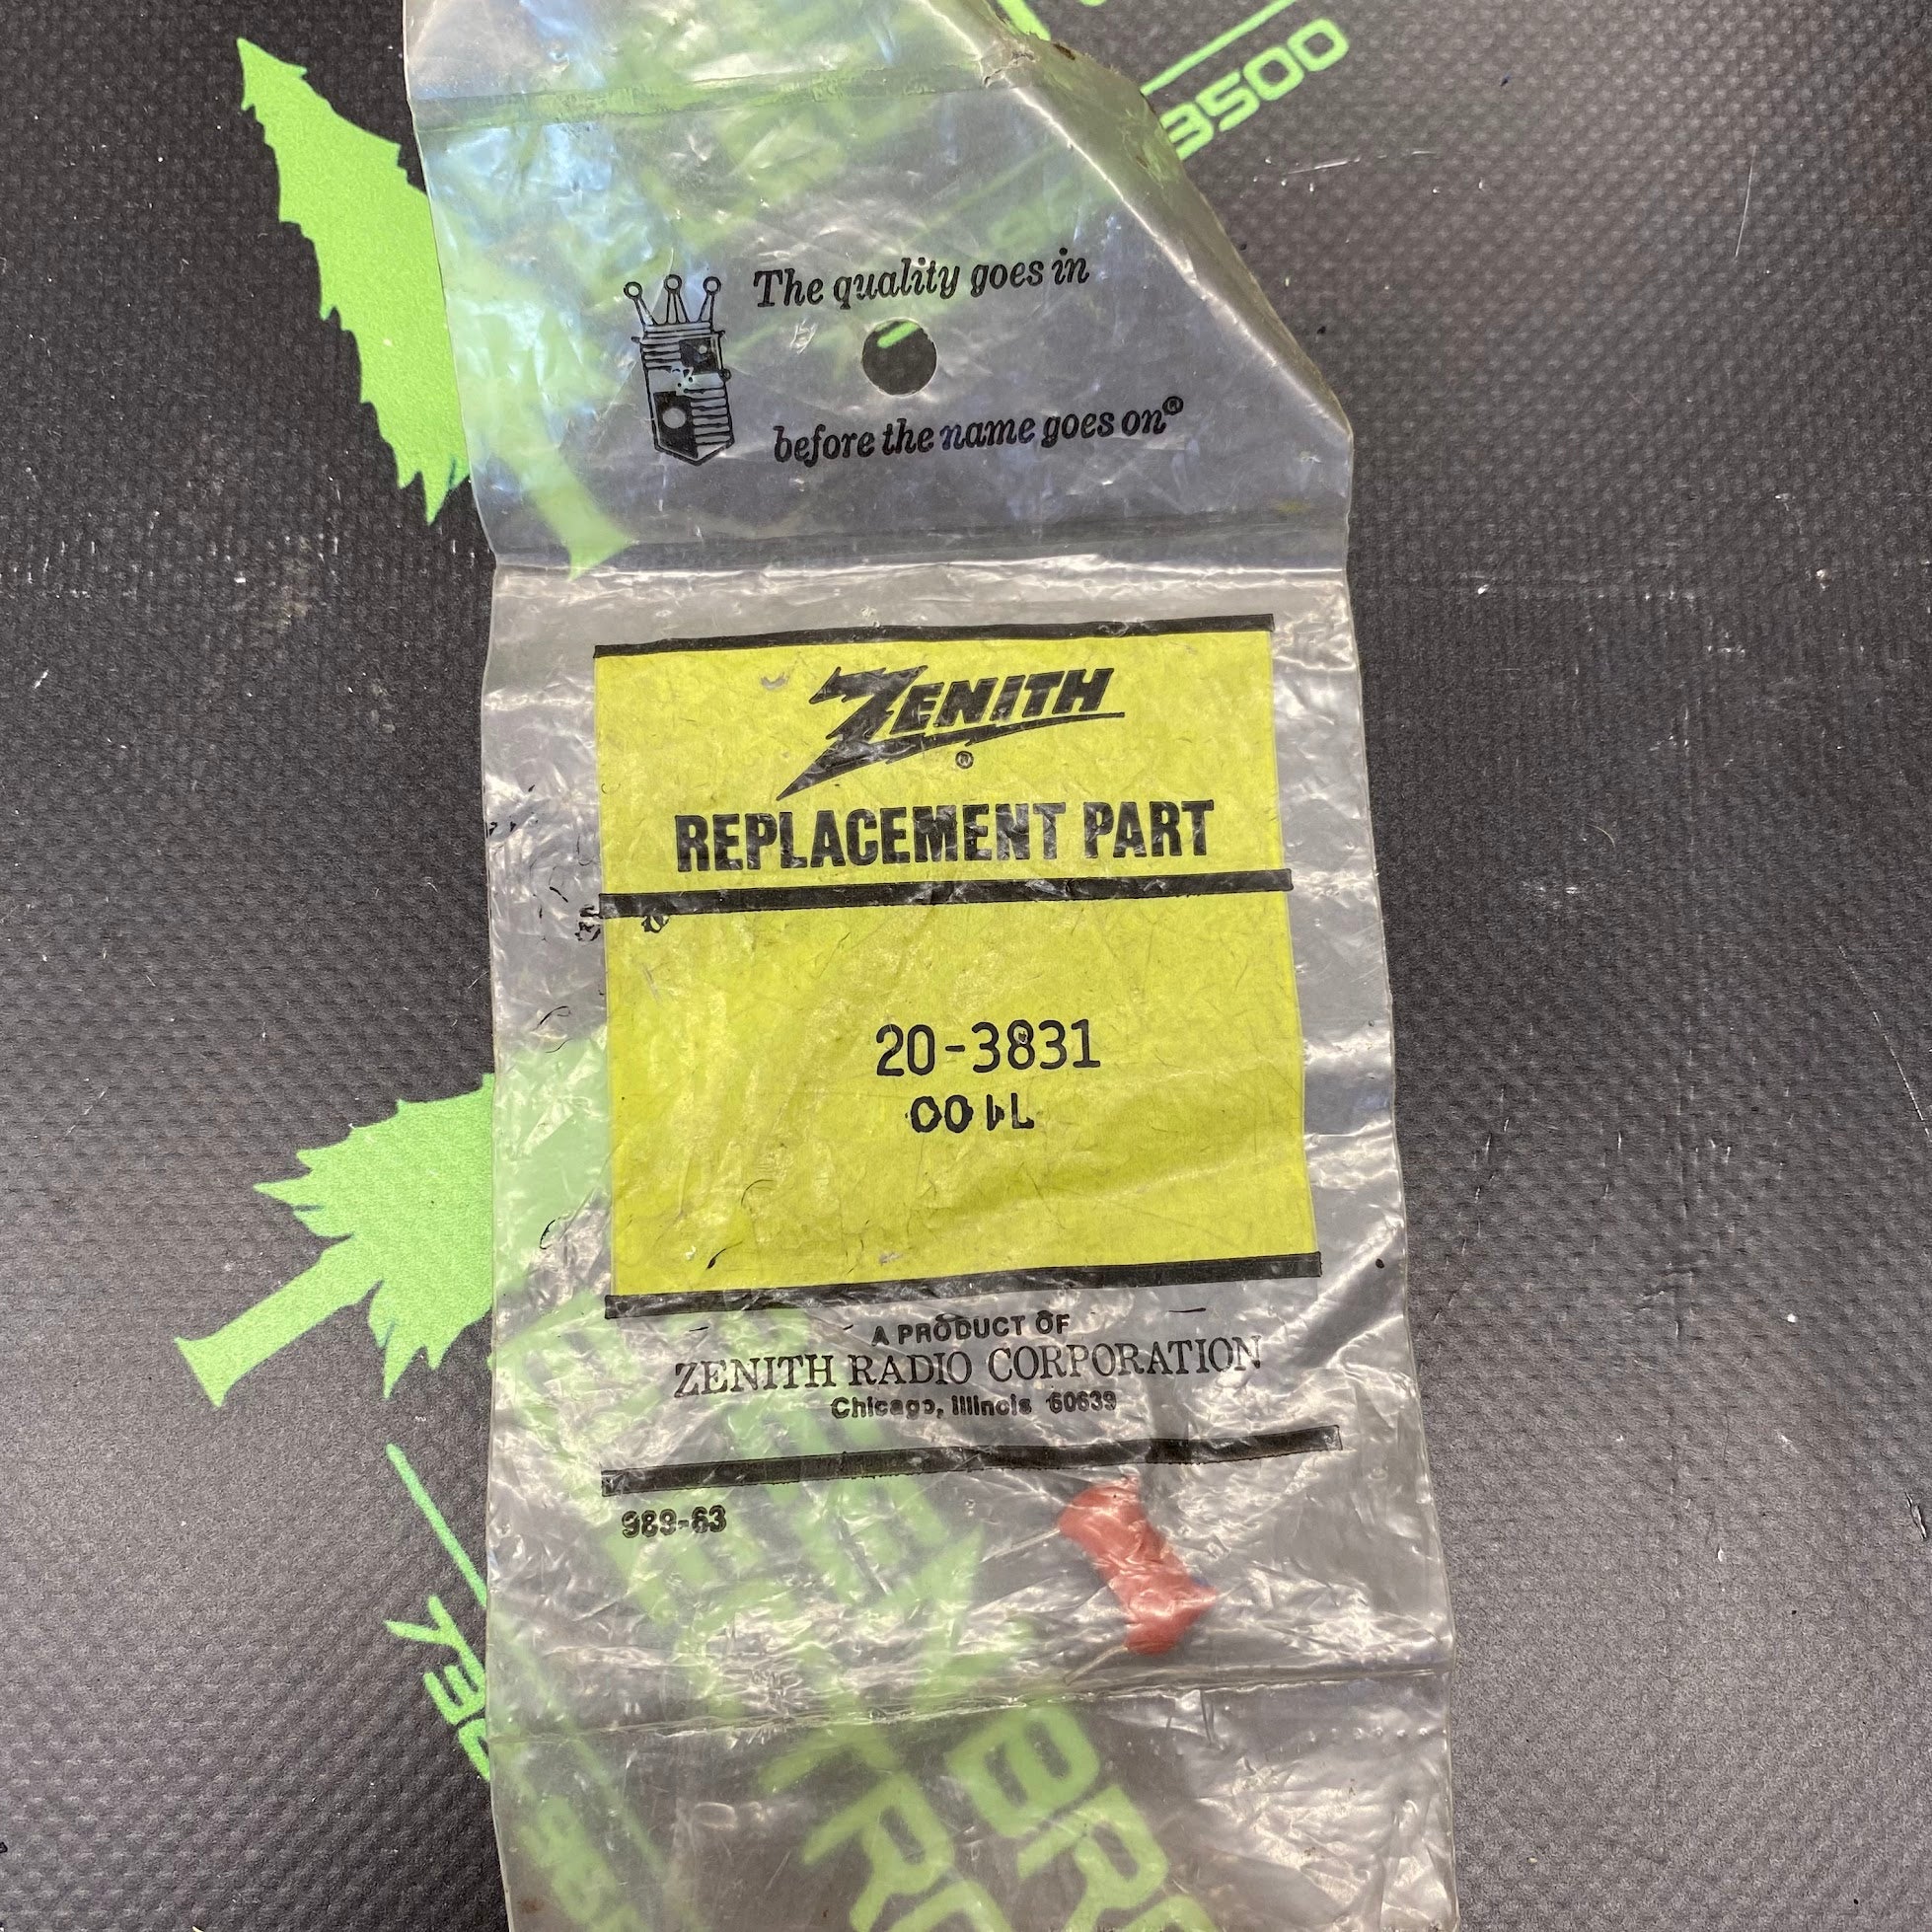 3500
The quality goes in
before the name goes on®
ZENITH
®
REPLACEMENT PART
20-3831
A PRODUCT OF
ZENITH RADIO CORPORATION
Chicago, Illinois 60639
989-63